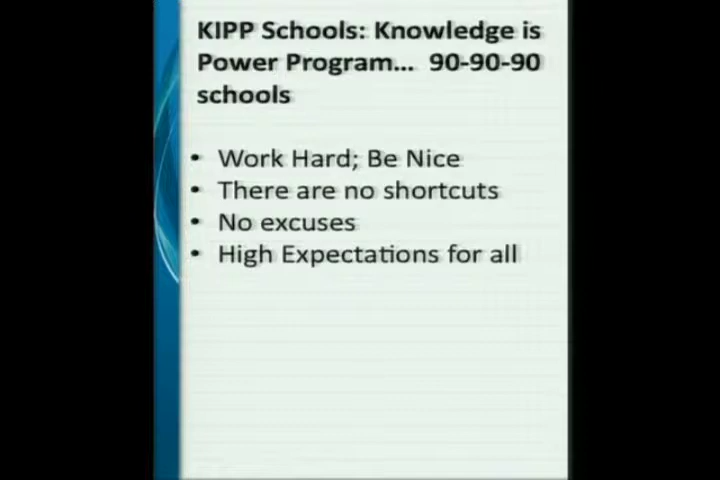 KIPP Schools: Knowledge is
Power Program... 90-90-90
schools
• Work Hard; Be Nice
• There are no shortcuts
• No excuses
• High Expectations for all